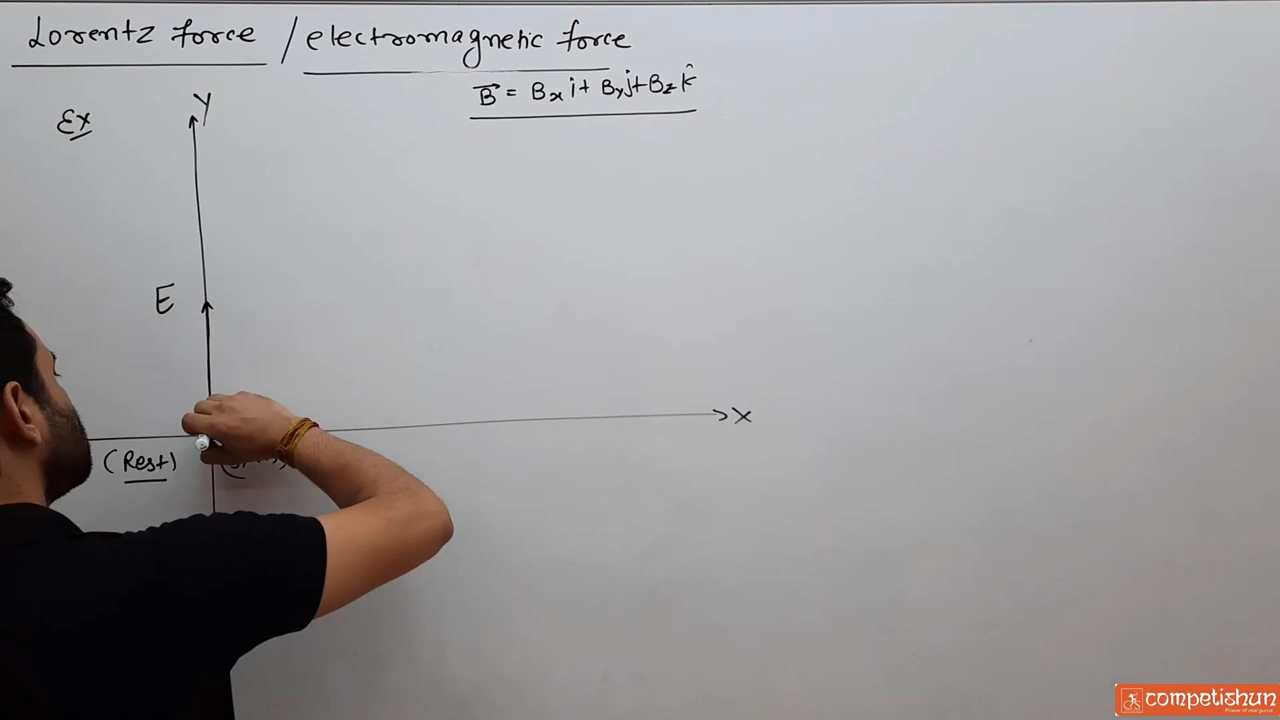 Lorentz force / electromagnetic force
B = Bx i + By j + Bz k̂
Ex
Y
E
X
(Rest)
competishun